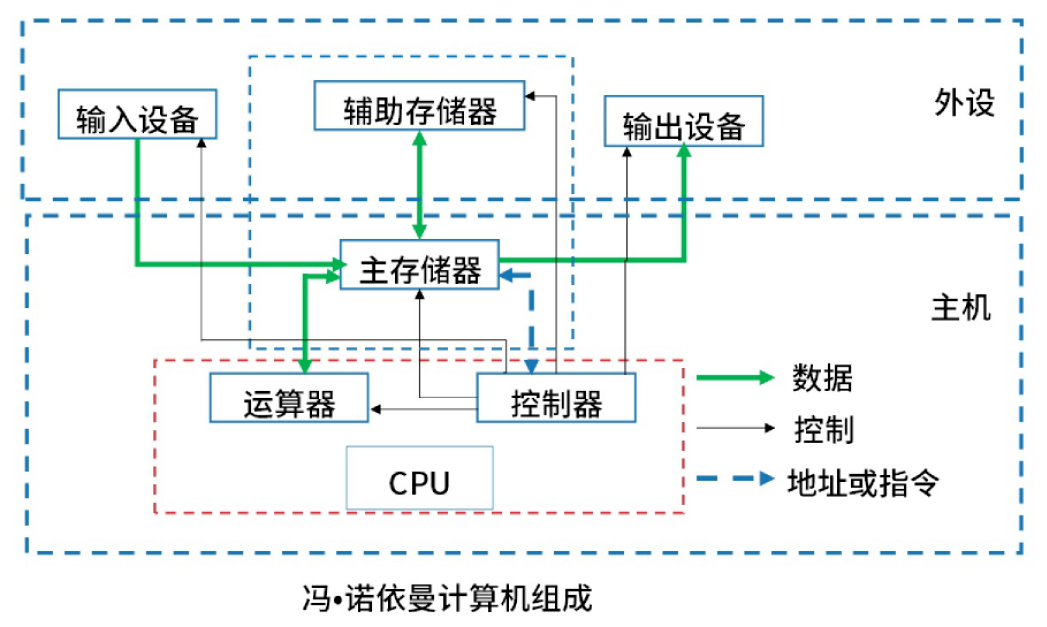 外设
输入设备
辅助存储器
输出设备
主存储器
主机
运算器
控制器
CPU
数据
控制
地址或指令
冯•诺依曼计算机组成